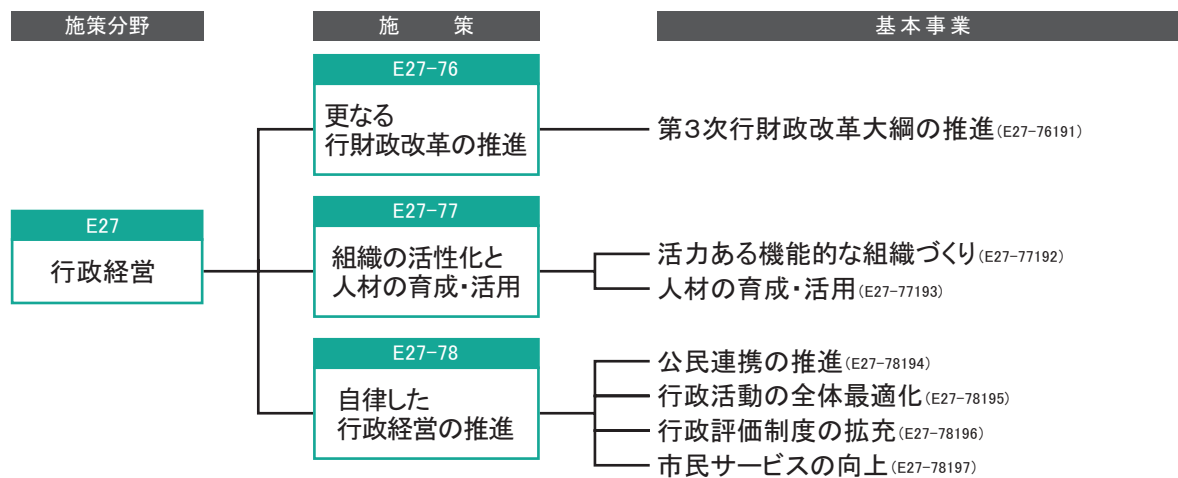 施策分野
施　策
基本事業
E27
行政経営
E27-76
更なる
行財政改革の推進
第３次行財政改革大綱の推進(E27-76191)
E27-77
組織の活性化と
人材の育成・活用
活力ある機能的な組織づくり(E27-77192)
人材の育成・活用(E27-77193)
E27-78
自律した
行政経営の推進
公民連携の推進(E27-78194)
行政活動の全体最適化(E27-78195)
行政評価制度の拡充(E27-78196)
市民サービスの向上(E27-78197)